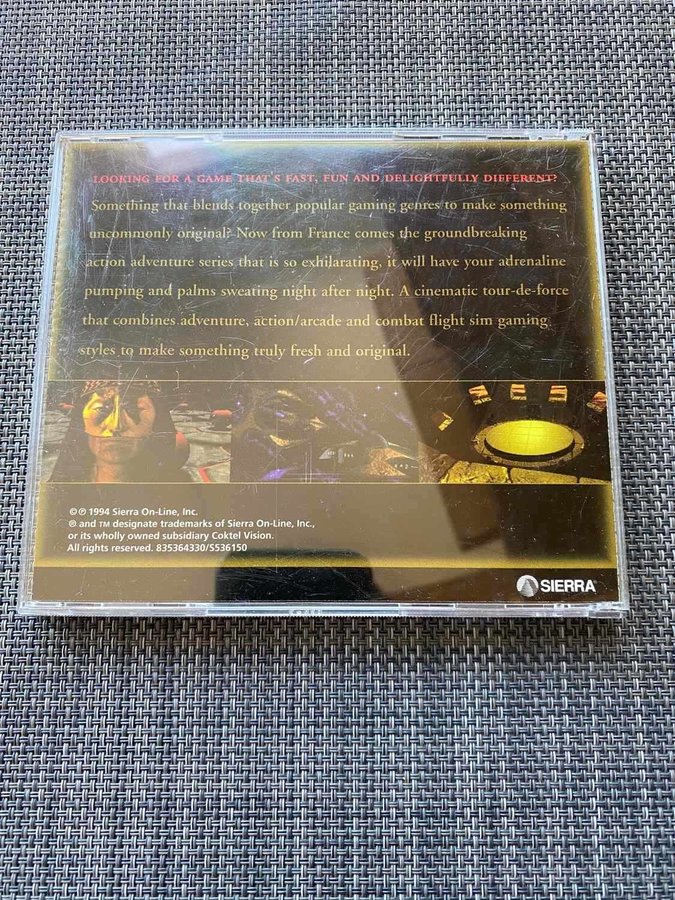 LOOKING FOR A GAME THAT'S FAST, FUN AND DELIGHTFULLY DIFFERENT?
Something that blends together popular gaming genres to make something
uncommonly original? Now from France comes the groundbreaking
action adventure series that is so exhilarating, it will have your adrenaline
pumping and palms sweating night after night. A cinematic tour-de-force
that combines adventure, action/arcade and combat flight sim gaming
styles to make something truly fresh and original.
©℗ 1994 Sierra On-Line, Inc.
® and TM designate trademarks of Sierra On-Line, Inc.,
or its wholly owned subsidiary Coktel Vision.
All rights reserved. 835364330/S536150
SIERRA®